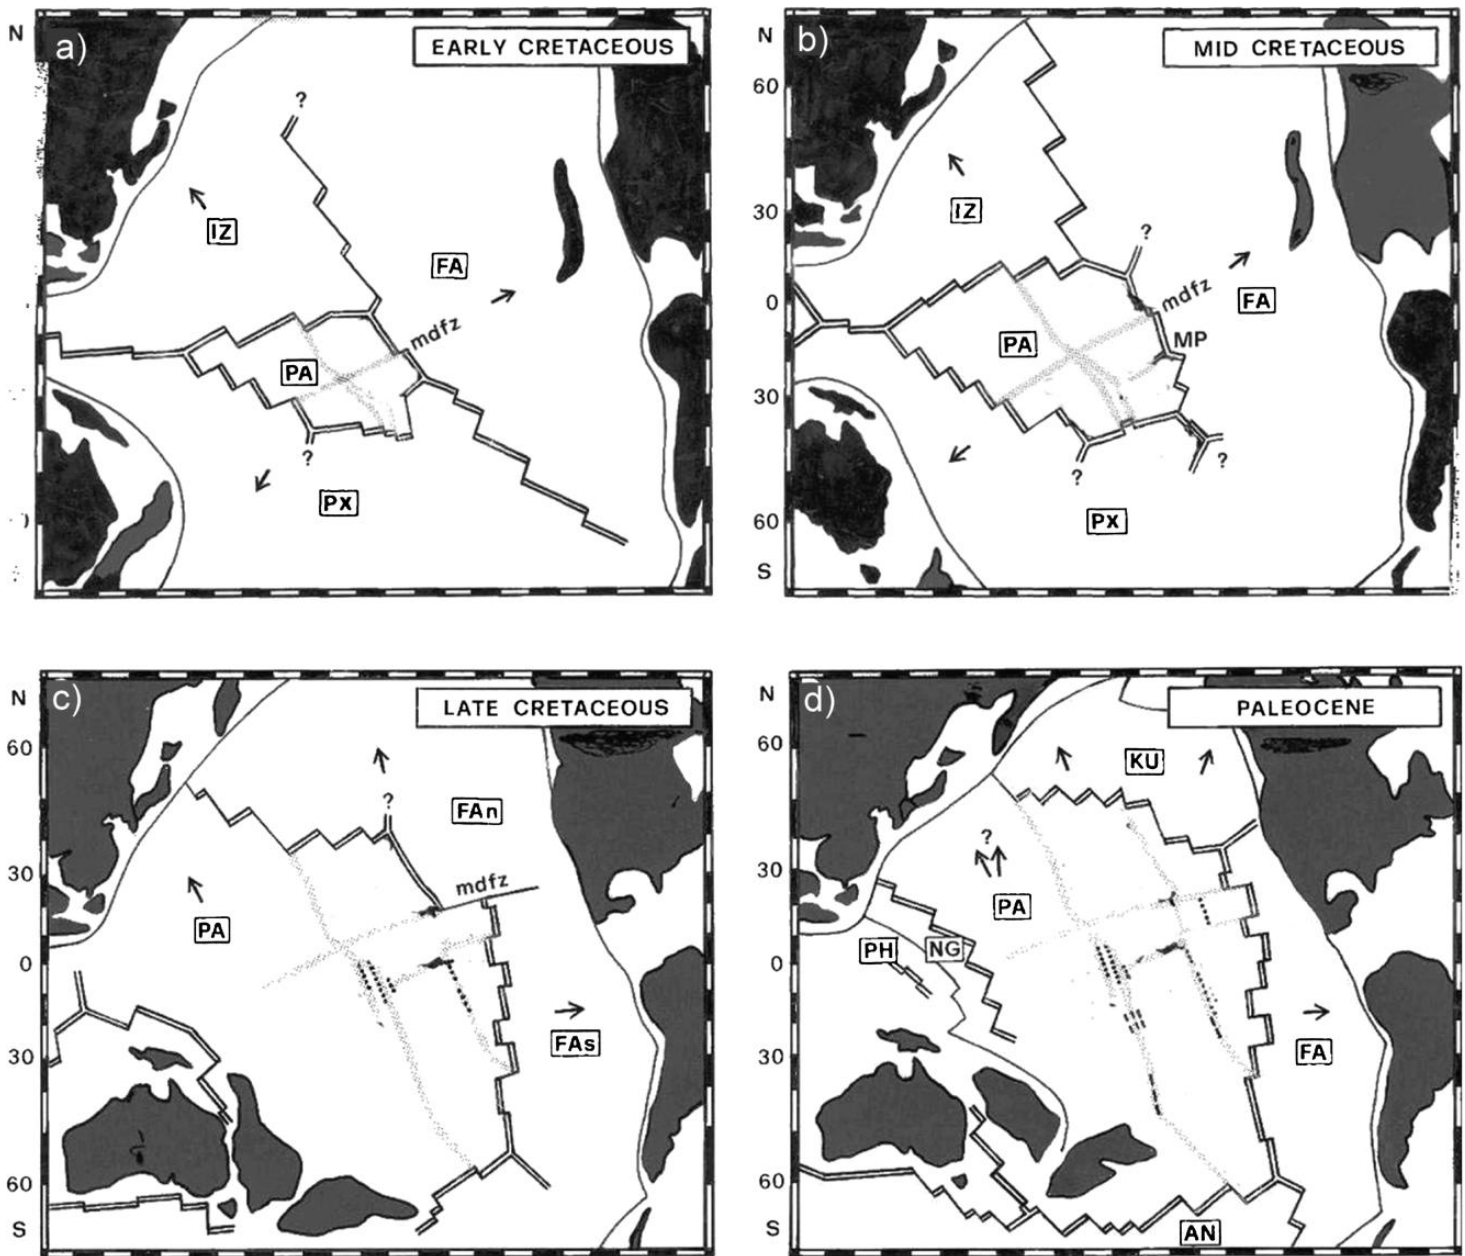 a)
EARLY CRETACEOUS
N
?
IZ
FA
mdfz
PA
?
PX
b)
MID CRETACEOUS
N
60
?
30
IZ
0
mdfz
FA
PA
MP
30
?
?
60
PX
S
c)
LATE CRETACEOUS
N
60
?
FAn
30
mdfz
PA
0
FAs
30
60
S
d)
PALEOCENE
N
60
KU
?
30
PA
PH
NG
0
FA
30
60
AN
S